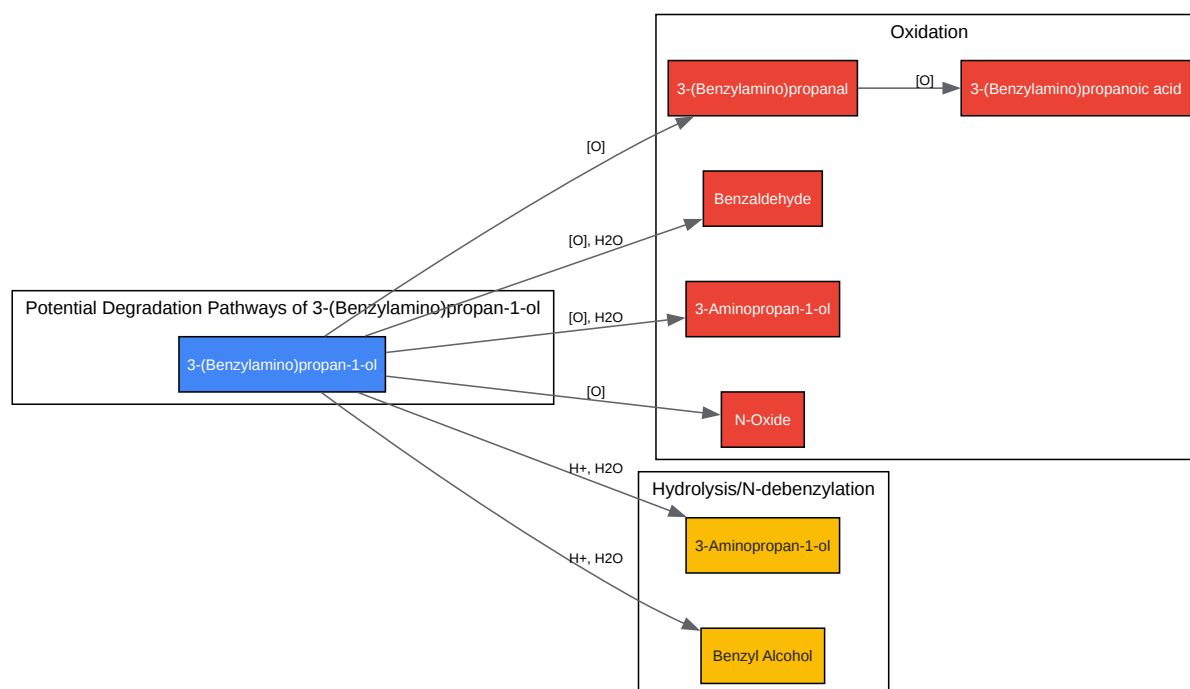 Oxidation
3-(Benzylamino)propanal
[O]
3-(Benzylamino)propanoic acid
[O]
Benzaldehyde
[O], H2O
Potential Degradation Pathways of 3-(Benzylamino)propan-1-ol
3-(Benzylamino)propan-1-ol
[O], H2O
3-Aminopropan-1-ol
[O]
N-Oxide
H+, H2O
Hydrolysis/N-debenzylation
3-Aminopropan-1-ol
H+, H2O
Benzyl Alcohol